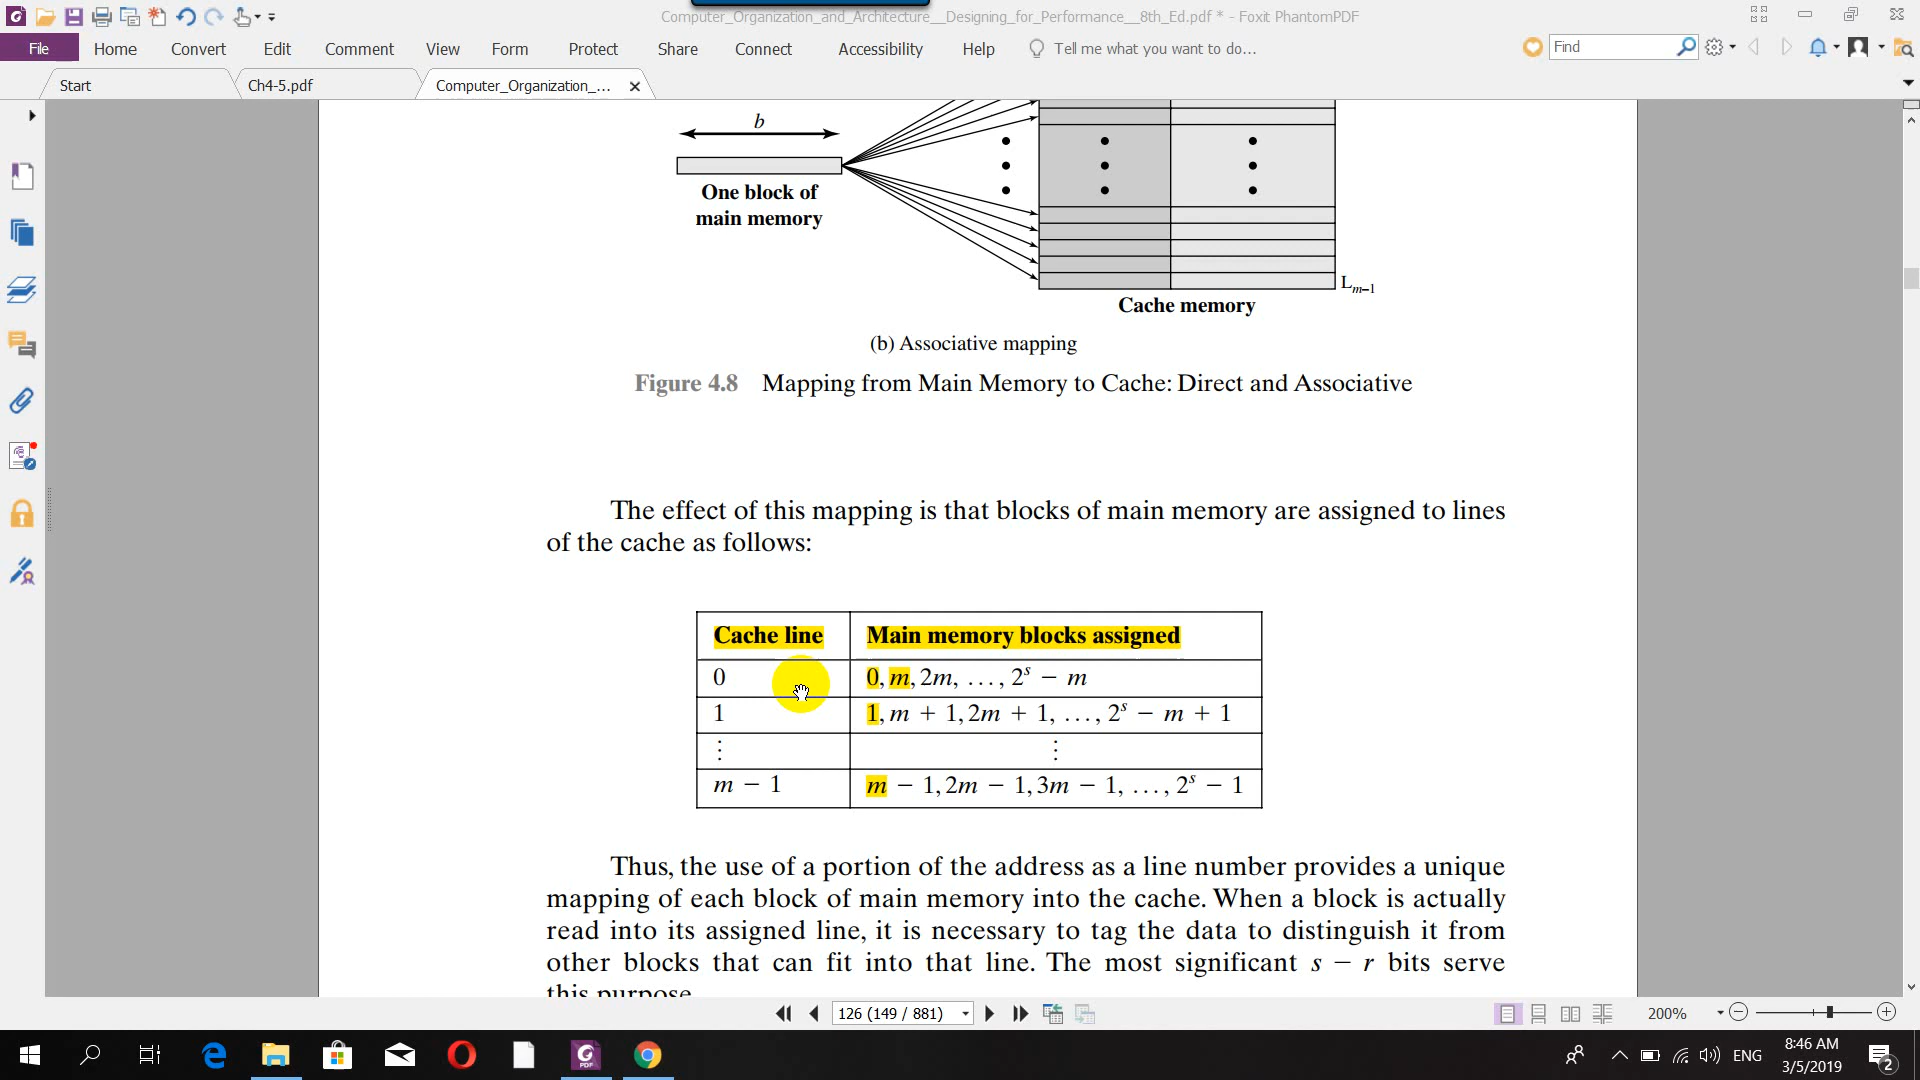 Computer_Organization_and_Architecture__Designing_for_Performance__8th_Ed.pdf * - Foxit PhantomPDF
File Home Convert Edit Comment View Form Protect Share Connect Accessibility Help Tell me what you want to do... Find
Start Ch4-5.pdf Computer_Organization_...
b
One block of
main memory
Lm–1
Cache memory
(b) Associative mapping
Figure 4.8 Mapping from Main Memory to Cache: Direct and Associative
The effect of this mapping is that blocks of main memory are assigned to lines
of the cache as follows:
Cache line Main memory blocks assigned
0 0, m, 2m, …, 2ˢ − m
1 1, m + 1, 2m + 1, …, 2ˢ − m + 1
⋮ ⋮
m − 1 m − 1, 2m − 1, 3m − 1, …, 2ˢ − 1
Thus, the use of a portion of the address as a line number provides a unique
mapping of each block of main memory into the cache. When a block is actually
read into its assigned line, it is necessary to tag the data to distinguish it from
other blocks that can fit into that line. The most significant s − r bits serve
this purpose.
126 (149 / 881) 200%
PDF
ENG
8:46 AM
3/5/2019
2